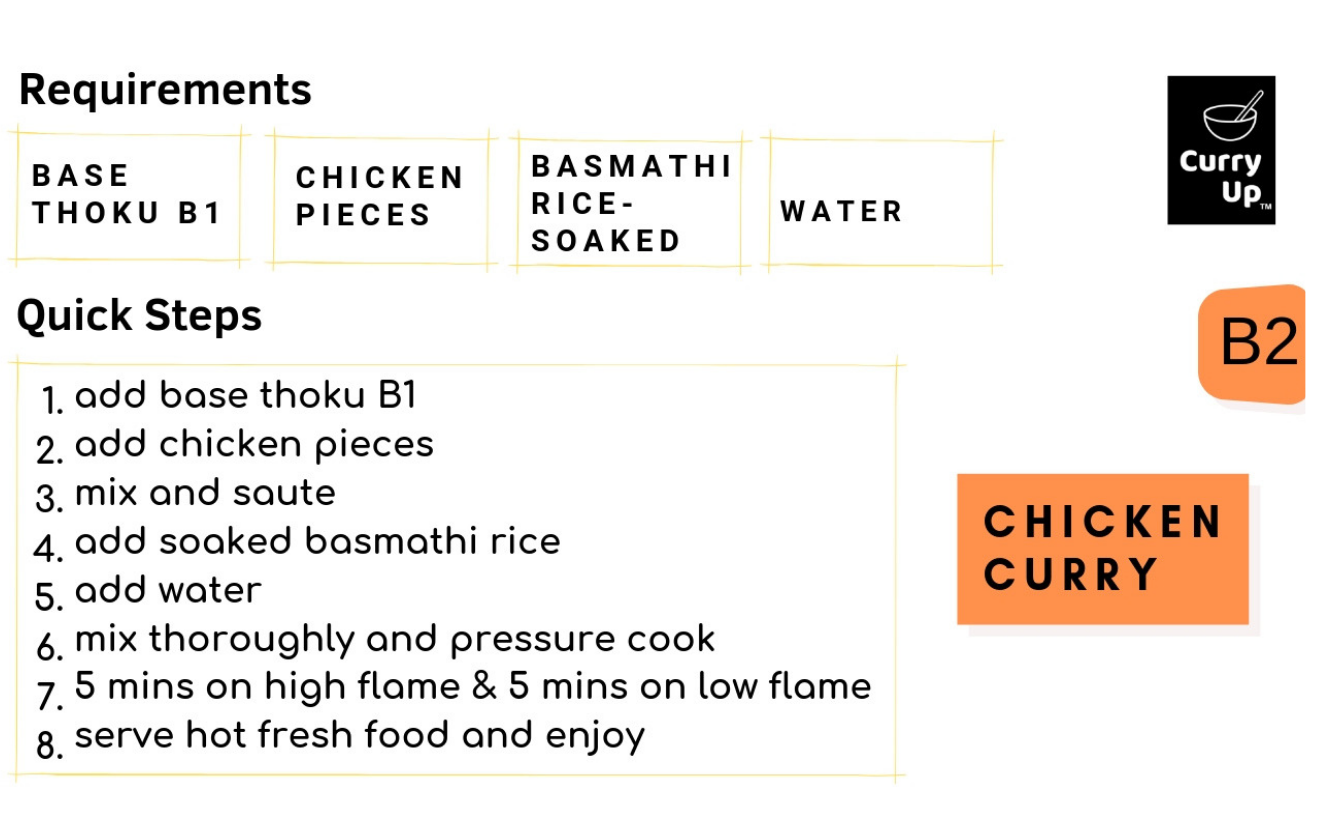 Requirements
BASE
THOKU B1
CHICKEN
PIECES
BASMATHI
RICE-
SOAKED
WATER
Curry
Up™
Quick Steps
B2
1. add base thoku B1
2. add chicken pieces
3. mix and saute
4. add soaked basmathi rice
5. add water
6. mix thoroughly and pressure cook
7. 5 mins on high flame & 5 mins on low flame
8. serve hot fresh food and enjoy
CHICKEN
CURRY